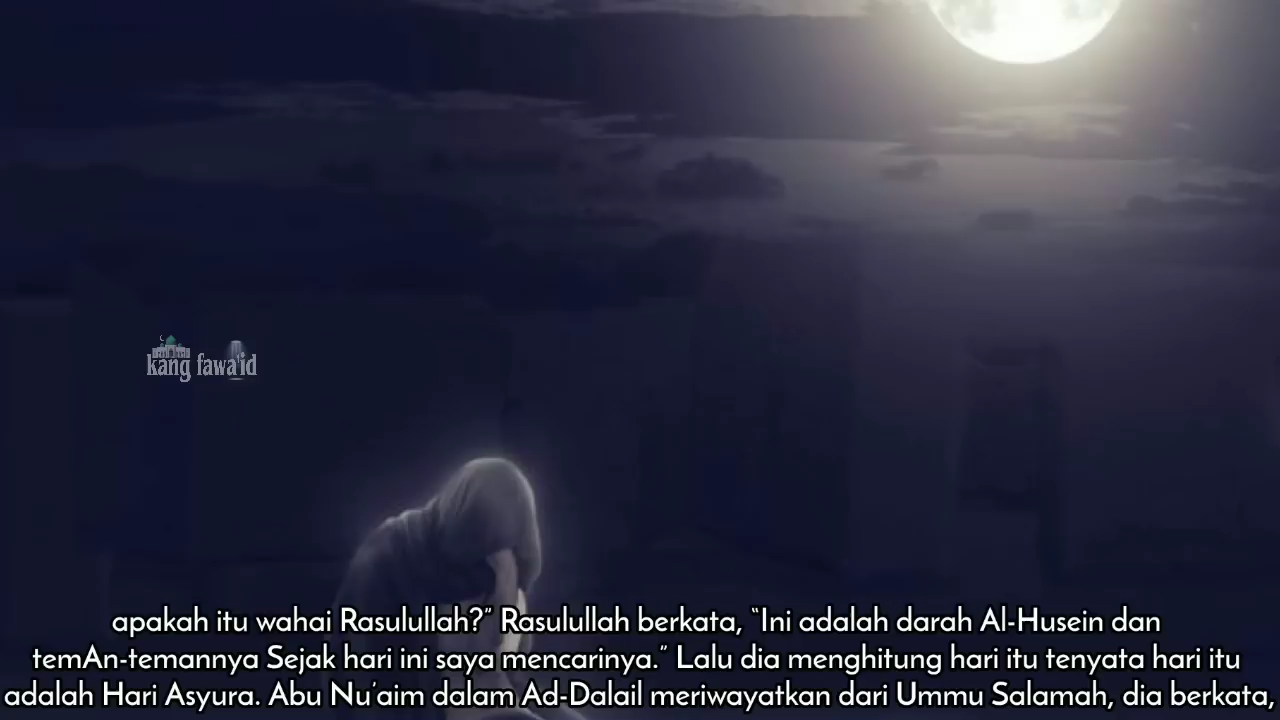 kang fawa'id
apakah itu wahai Rasulullah?” Rasulullah berkata, “Ini adalah darah Al-Husein dan
temAn-temannya Sejak hari ini saya mencarinya.” Lalu dia menghitung hari itu tenyata hari itu
adalah Hari Asyura. Abu Nu'aim dalam Ad-Dalail meriwayatkan dari Ummu Salamah, dia berkata,